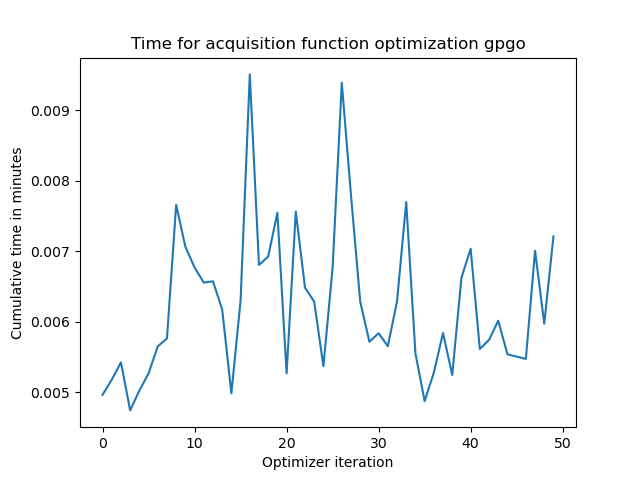 Time for acquisition function optimization gpgo
0.009
0.008
0.007
0.006
0.005
Cumulative time in minutes
0 10 20 30 40 50
Optimizer iteration